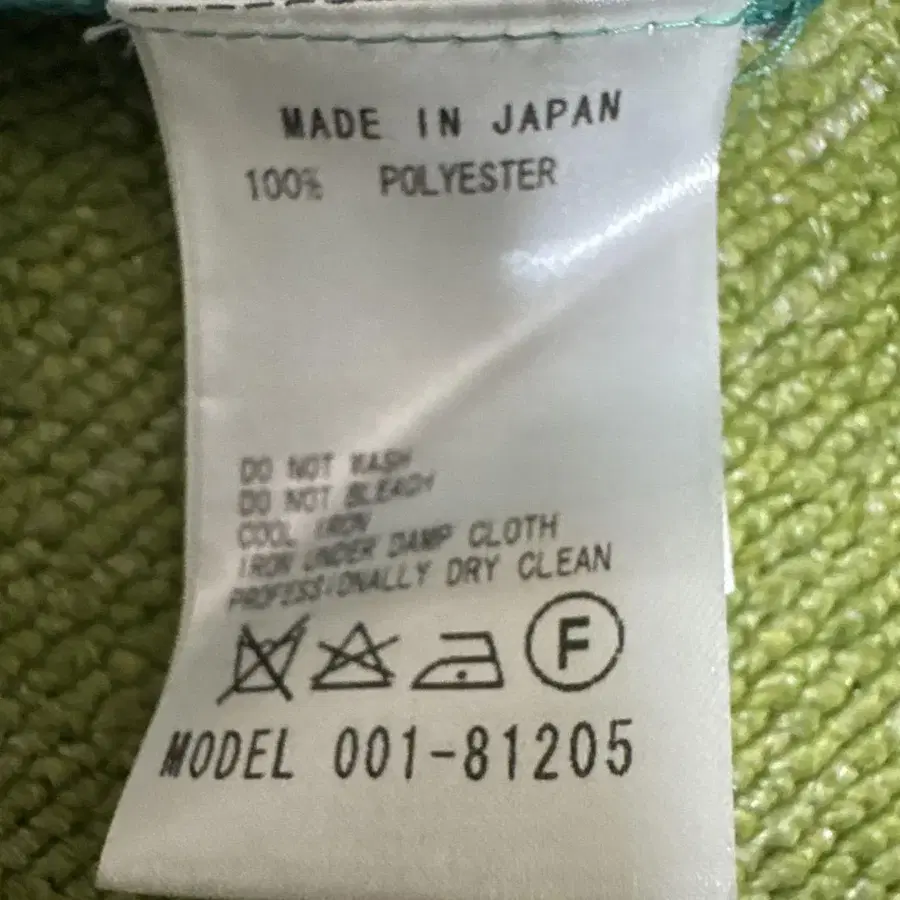 MADE IN JAPAN
100% POLYESTER
DO NOT WASH
DO NOT BLEACH
COOL IRON
IRON UNDER DAMP CLOTH
PROFESSIONALLY DRY CLEAN
F
MODEL 001-81205